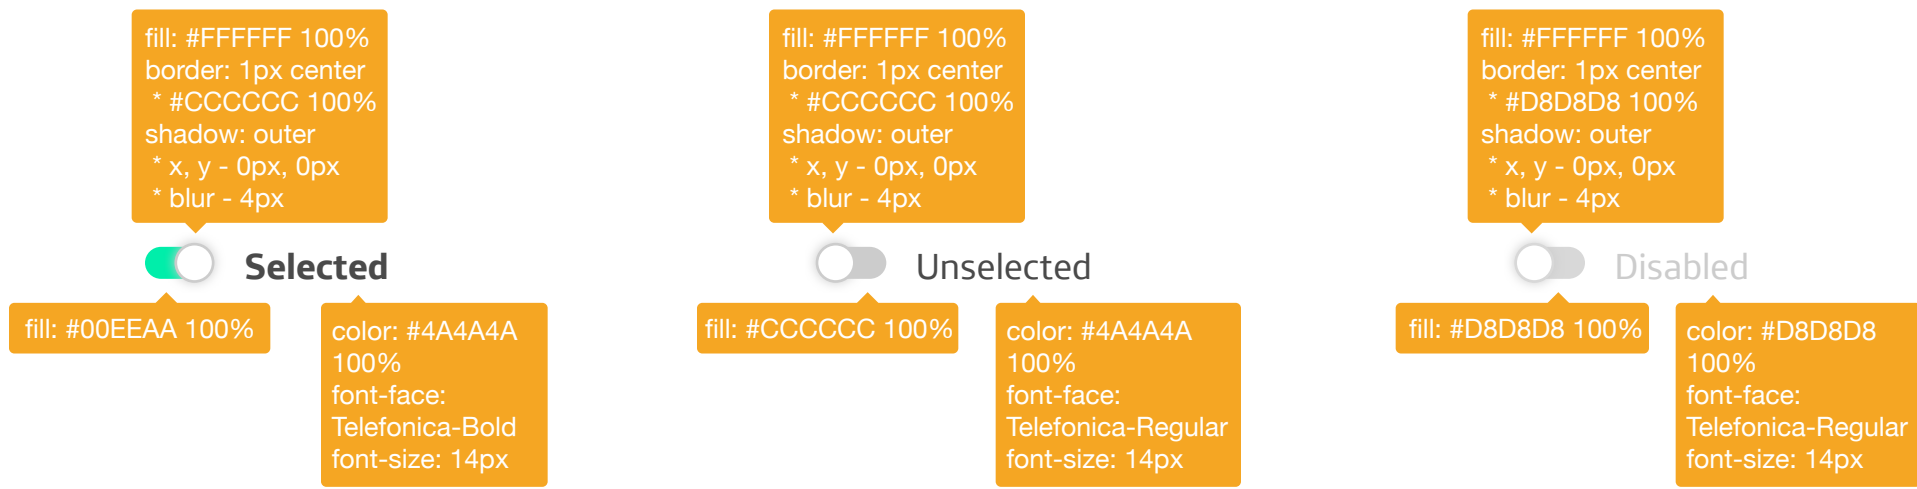 fill: #FFFFFF 100%
border: 1px center
* #CCCCCC 100%
shadow: outer
* x, y - 0px, 0px
* blur - 4px
Selected
fill: #00EEAA 100%
color: #4A4A4A
100%
font-face:
Telefonica-Bold
font-size: 14px
fill: #FFFFFF 100%
border: 1px center
* #CCCCCC 100%
shadow: outer
* x, y - 0px, 0px
* blur - 4px
Unselected
fill: #CCCCCC 100%
color: #4A4A4A
100%
font-face:
Telefonica-Regular
font-size: 14px
fill: #FFFFFF 100%
border: 1px center
* #D8D8D8 100%
shadow: outer
* x, y - 0px, 0px
* blur - 4px
Disabled
fill: #D8D8D8 100%
color: #D8D8D8
100%
font-face:
Telefonica-Regular
font-size: 14px